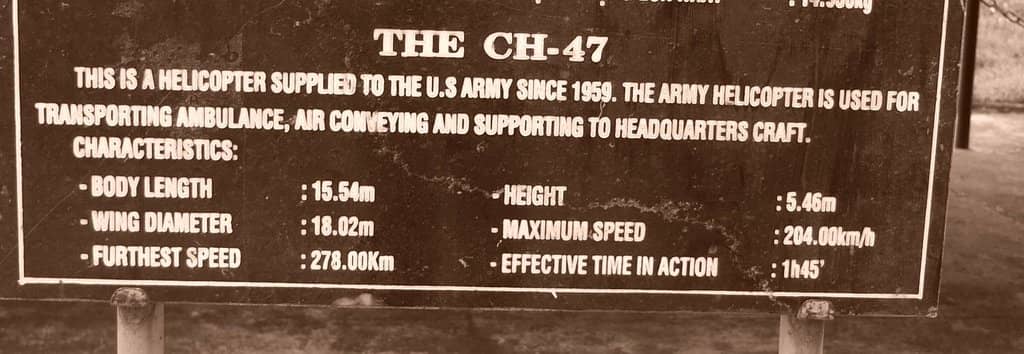 THE CH-47
THIS IS A HELICOPTER SUPPLIED TO THE U.S ARMY SINCE 1959. THE ARMY HELICOPTER IS USED FOR
TRANSPORTING AMBULANCE, AIR CONVEYING AND SUPPORTING TO HEADQUARTERS CRAFT.
CHARACTERISTICS:
- BODY LENGTH : 15.54m - HEIGHT : 5.46m
- WING DIAMETER : 18.02m - MAXIMUM SPEED : 204.00km/h
- FURTHEST SPEED : 278.00Km - EFFECTIVE TIME IN ACTION : 1h45'